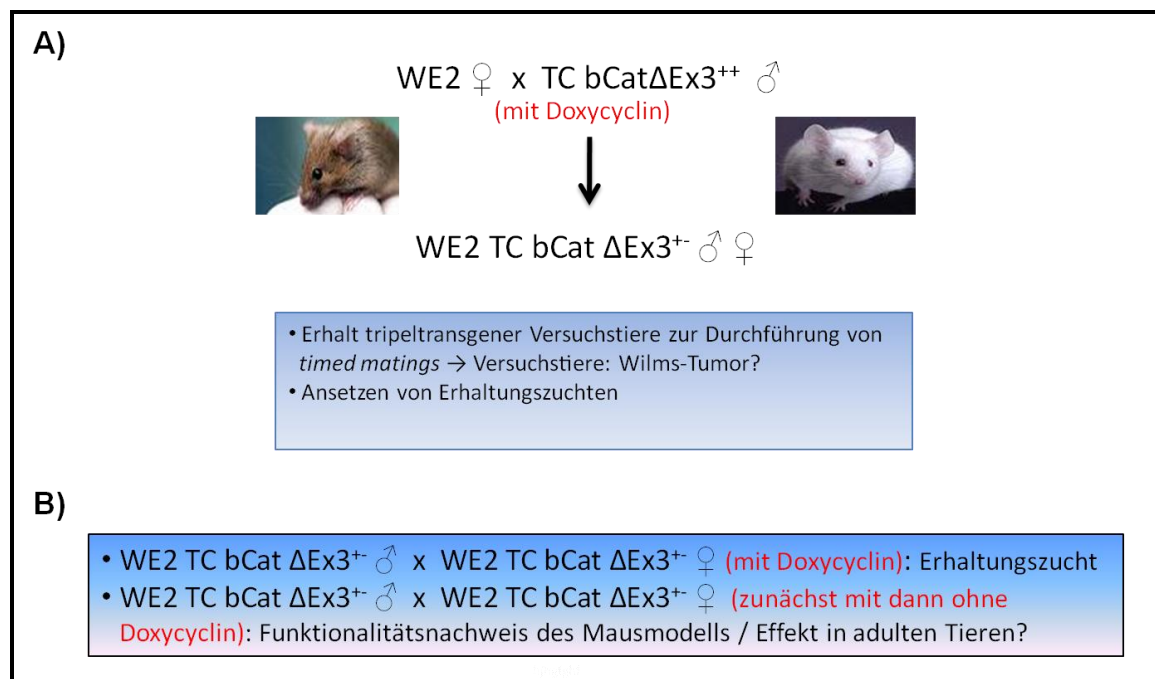 A)
WE2 ♀ x TC bCatΔEx3⁺⁺ ♂
(mit Doxycyclin)
WE2 TC bCat ΔEx3⁺⁻ ♂ ♀
• Erhalt tripeltransgener Versuchstiere zur Durchführung von
timed matings → Versuchstiere: Wilms-Tumor?
• Ansetzen von Erhaltungszuchten
B)
• WE2 TC bCat ΔEx3⁺⁻ ♂ x WE2 TC bCat ΔEx3⁺⁻ ♀ (mit Doxycyclin): Erhaltungszucht
• WE2 TC bCat ΔEx3⁺⁻ ♂ x WE2 TC bCat ΔEx3⁺⁻ ♀ (zunächst mit dann ohne
Doxycyclin): Funktionalitätsnachweis des Mausmodells / Effekt in adulten Tieren?